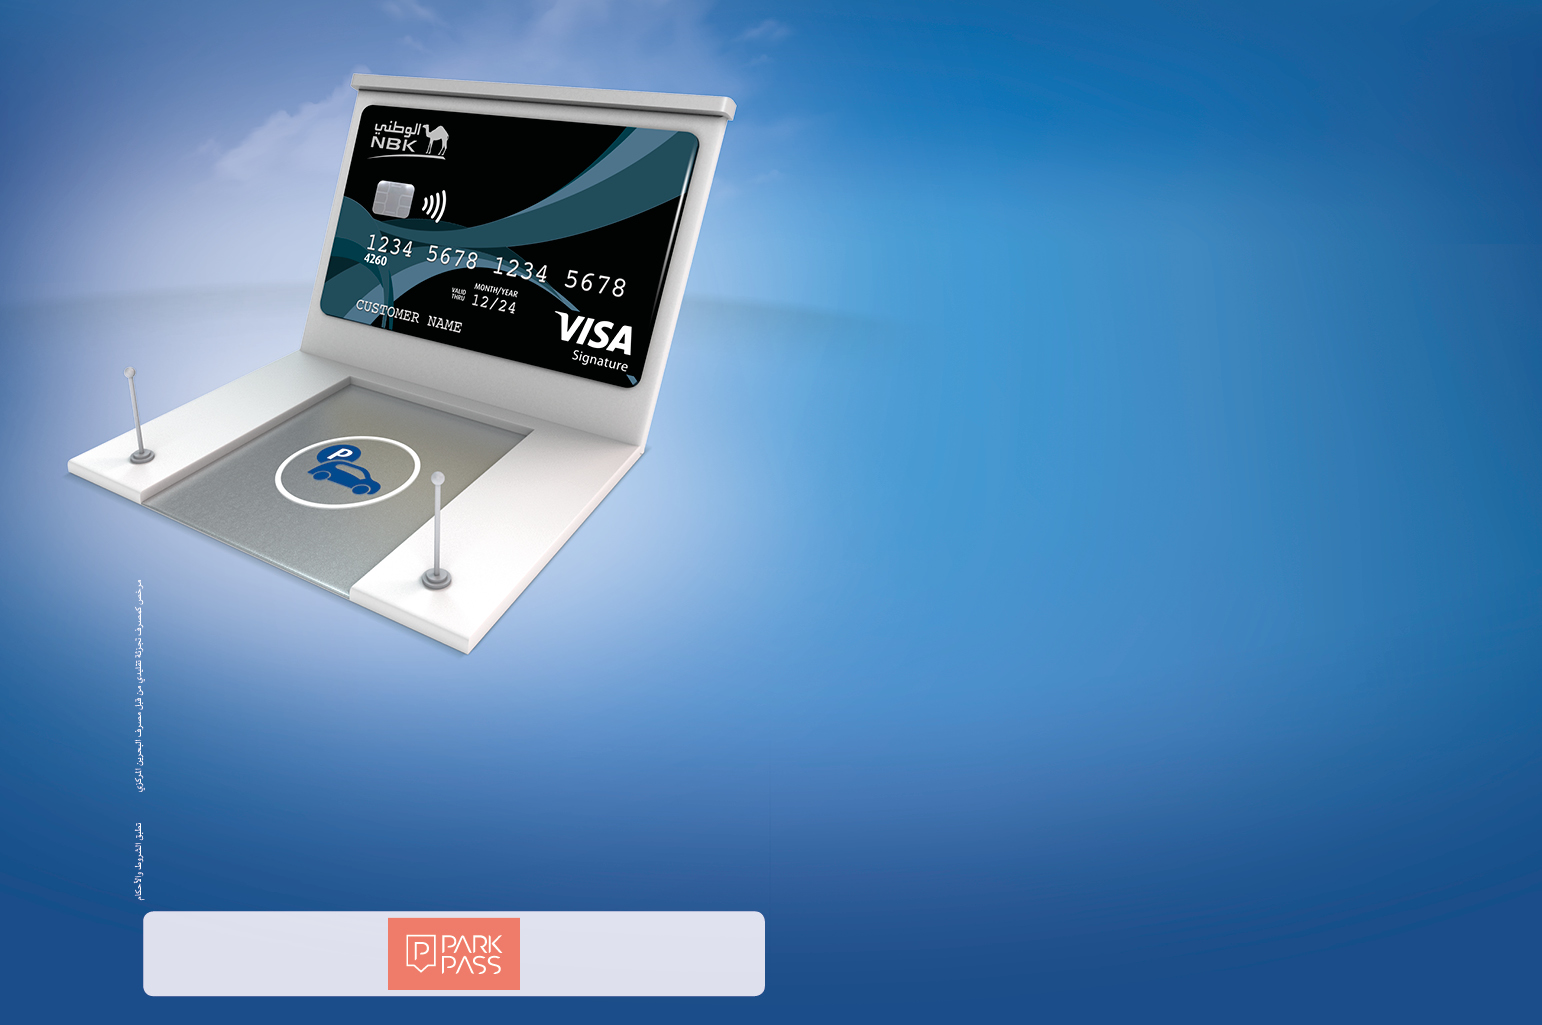 الوطني
NBK
1234 5678 1234 5678
4260
MONTH/YEAR
VALID
THRU
12/24
CUSTOMER NAME
VISA
Signature
P
مرخص كمصرف تجزئة تقليدي من قبل مصرف البحرين المركزي
تطبق الشروط والأحكام
P PARK
PASS